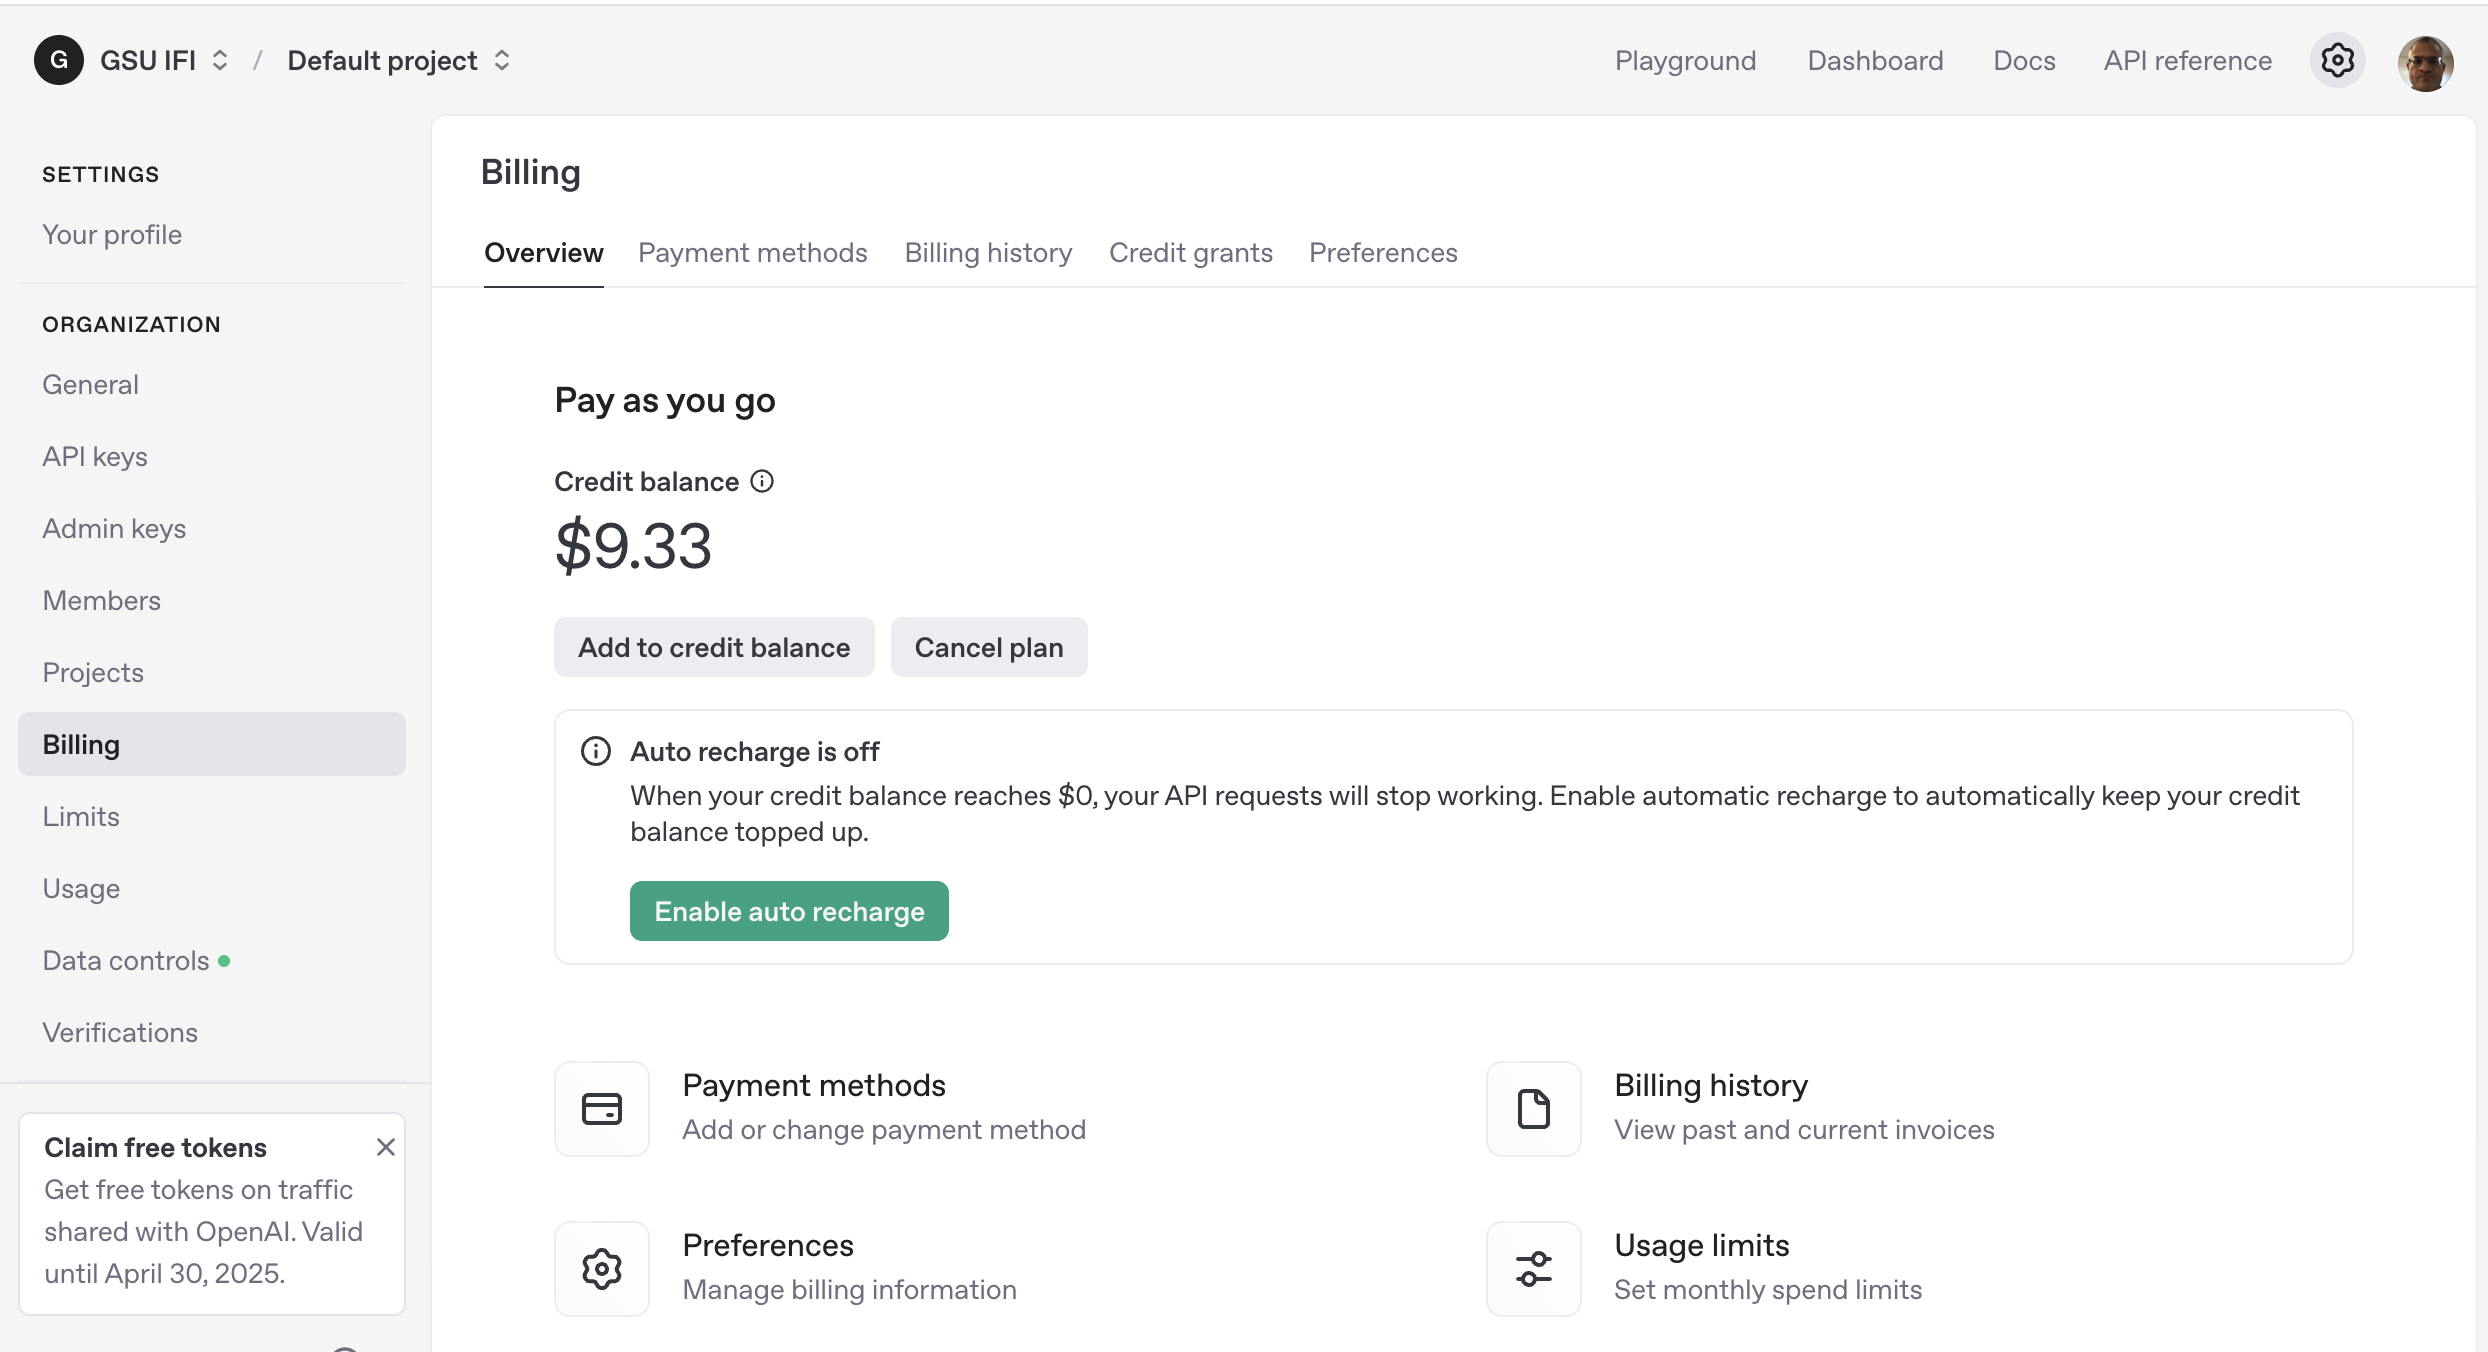 G GSU IFI / Default project
Playground Dashboard Docs API reference
SETTINGS
Your profile
ORGANIZATION
General
API keys
Admin keys
Members
Projects
Billing
Limits
Usage
Data controls
Verifications
Claim free tokens
Get free tokens on traffic
shared with OpenAI. Valid
until April 30, 2025.
Billing
Overview Payment methods Billing history Credit grants Preferences
Pay as you go
Credit balance
$9.33
Add to credit balance Cancel plan
Auto recharge is off
When your credit balance reaches $0, your API requests will stop working. Enable automatic recharge to automatically keep your credit
balance topped up.
Enable auto recharge
Payment methods
Add or change payment method
Billing history
View past and current invoices
Preferences
Manage billing information
Usage limits
Set monthly spend limits